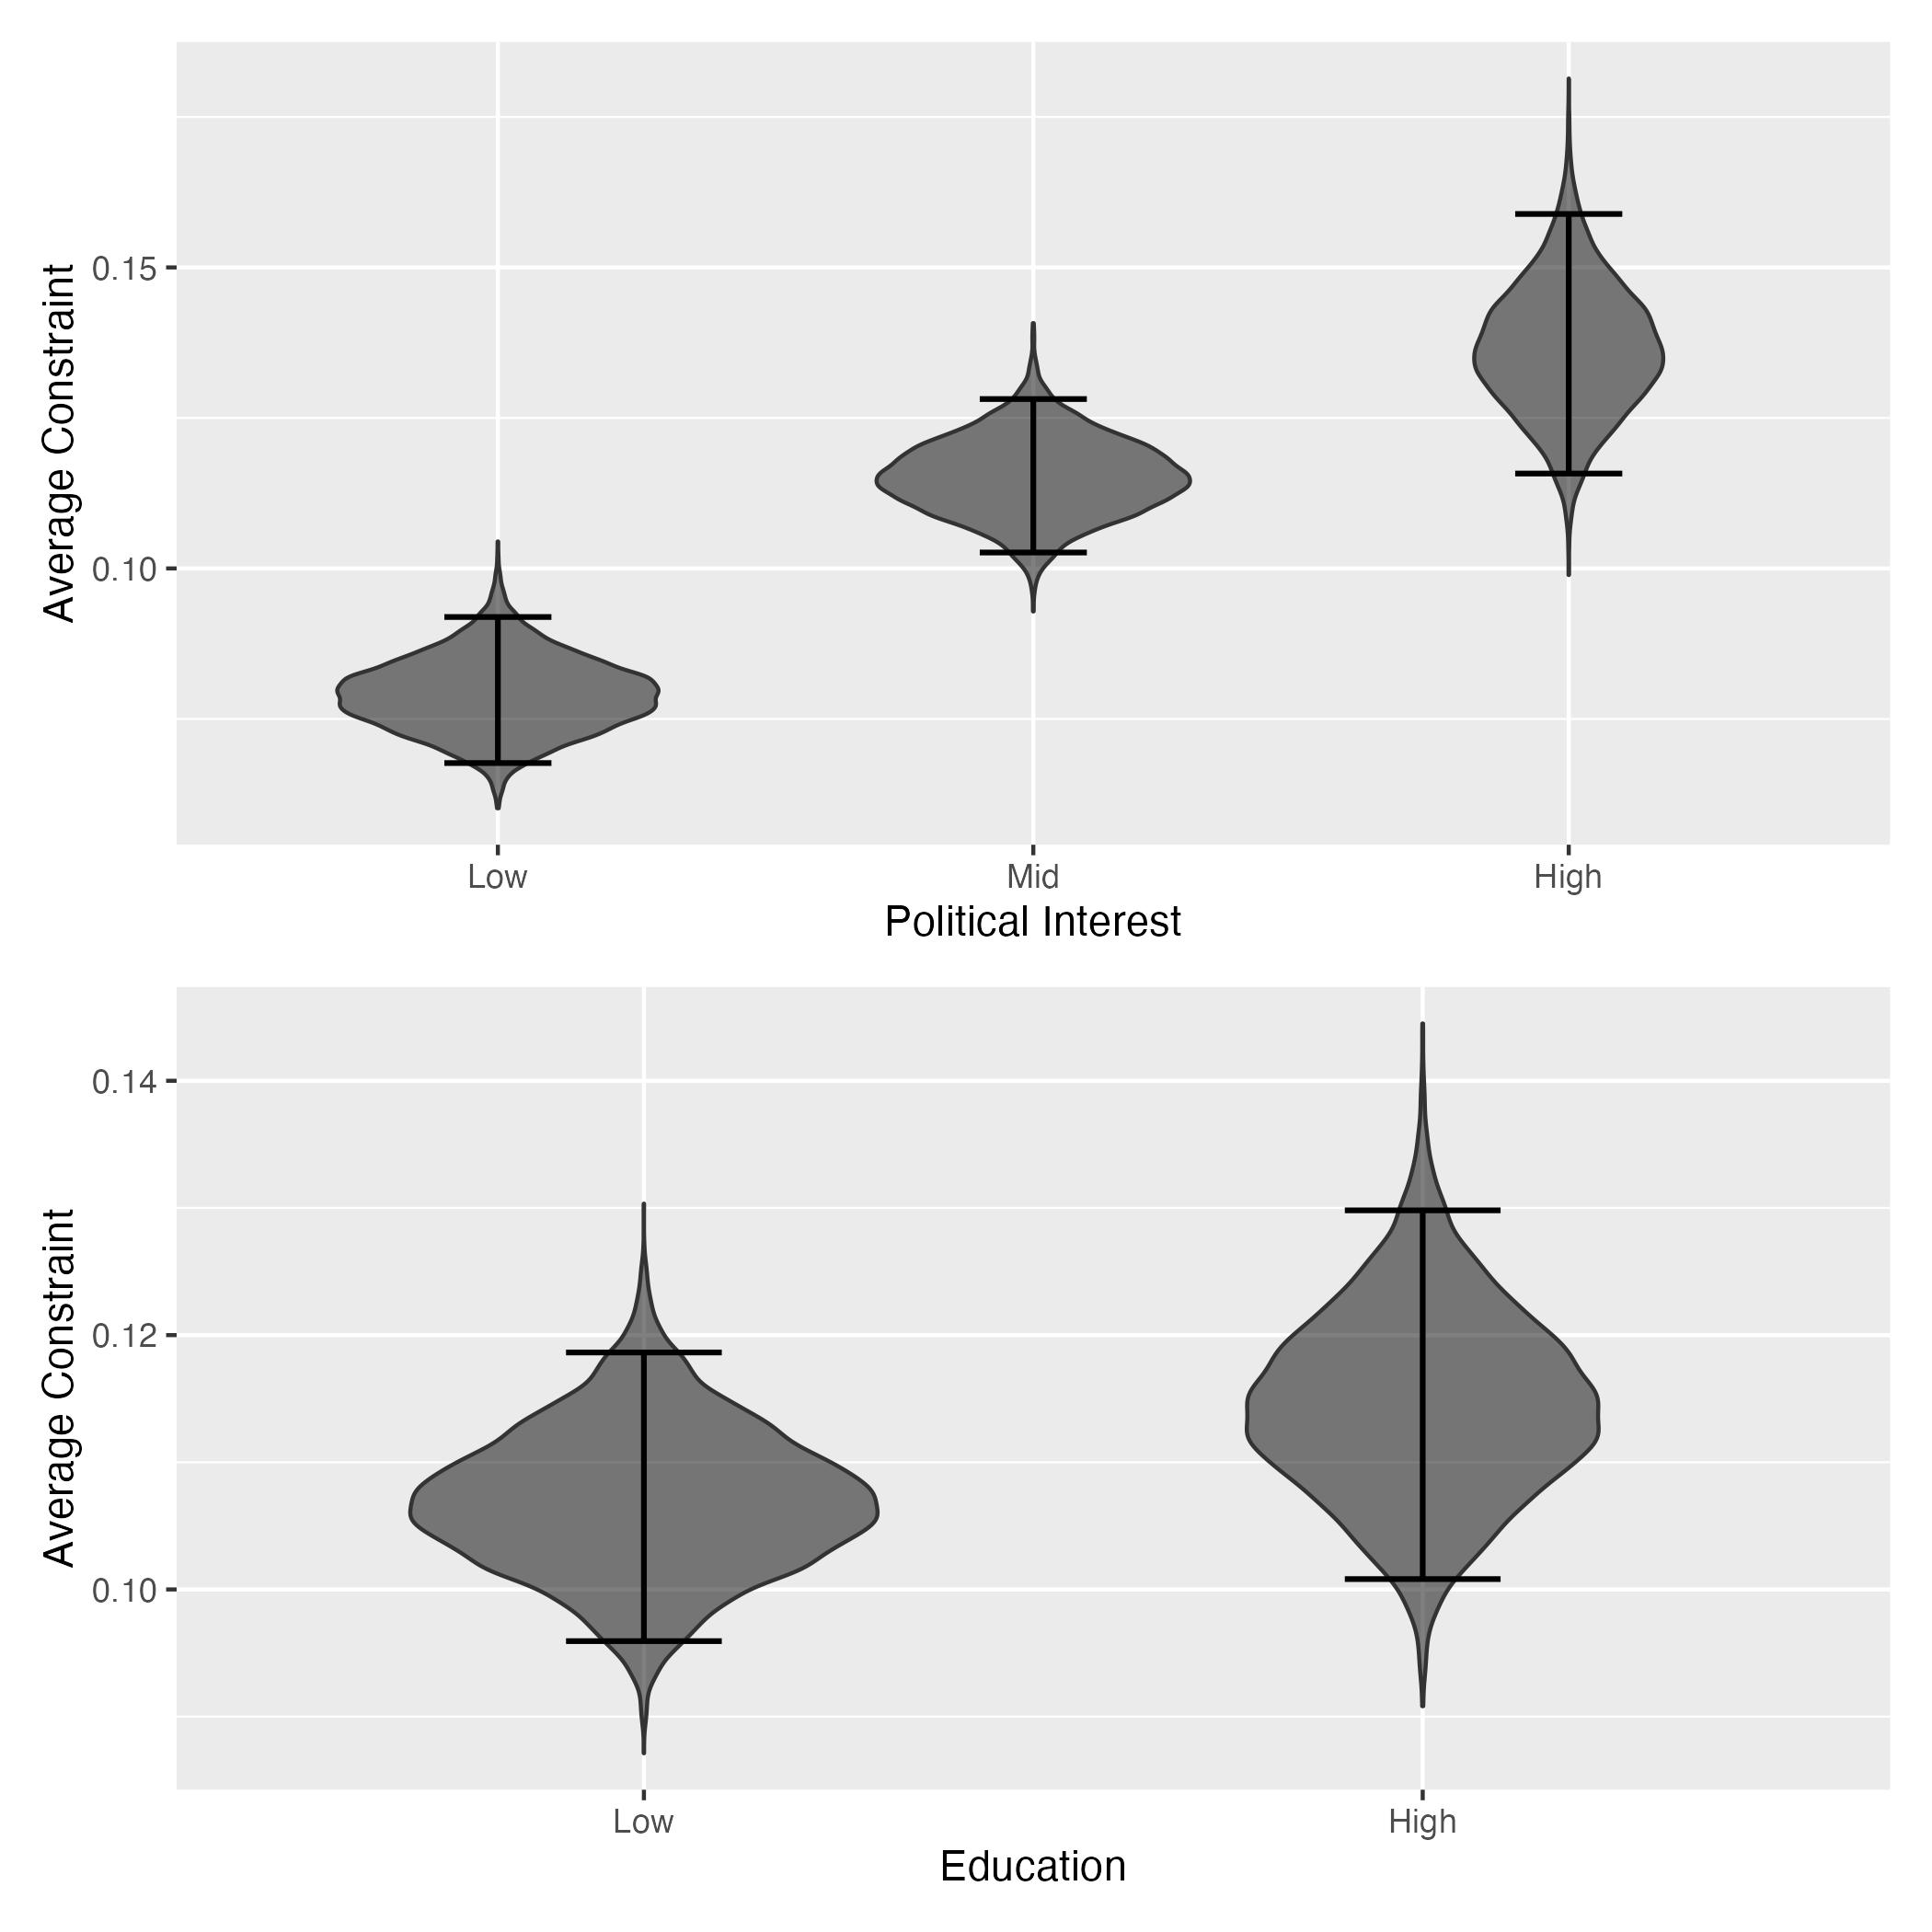 Average Constraint
0.15
0.10
Low
Mid
High
Political Interest
Average Constraint
0.14
0.12
0.10
Low
High
Education